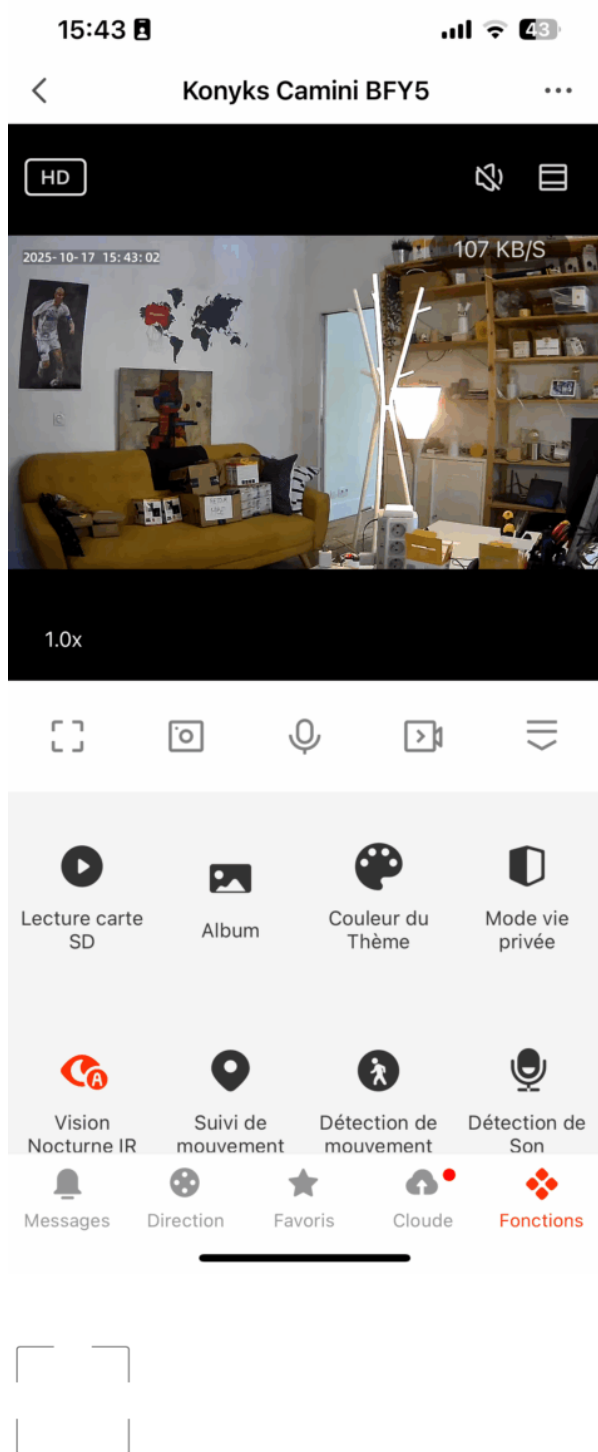 15:43
43
Konyks Camini BFY5
HD
2025-10-17 15:43:02
107 KB/S
1.0x
Lecture carte
SD
Album
Couleur du
Thème
Mode vie
privée
Vision
Nocturne IR
Suivi de
mouvement
Détection de
mouvement
Détection de
Son
Messages
Direction
Favoris
Cloude
Fonctions